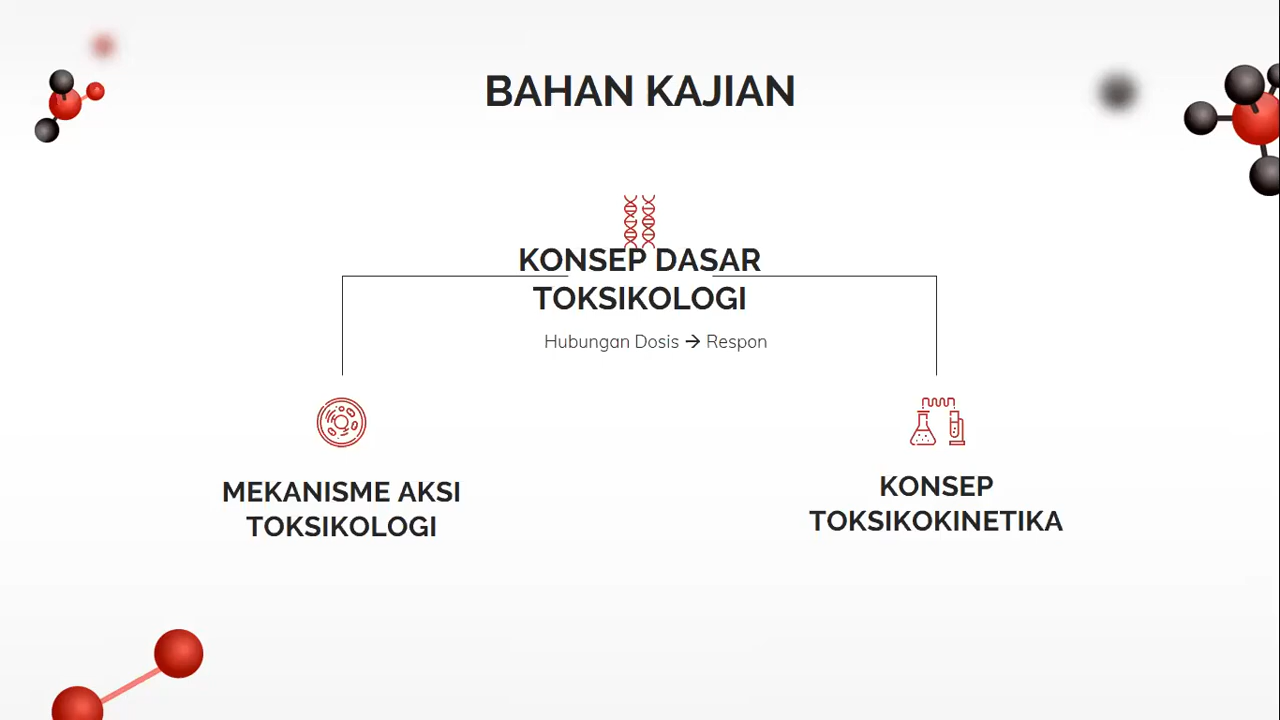 BAHAN KAJIAN
KONSEP DASAR
TOKSIKOLOGI
Hubungan Dosis → Respon
MEKANISME AKSI
TOKSIKOLOGI
KONSEP
TOKSIKOKINETIKA